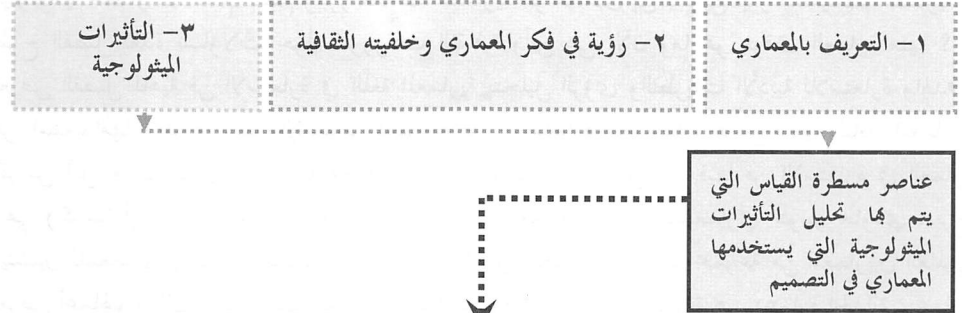 ١- التعريف بالمعماري
٢- رؤية في فكر المعماري وخلفيته الثقافية
٣- التأثيرات
الميثولوجية
عناصر مسطرة القياس التي
يتم بها تحليل التأثيرات
الميثولوجية التي يستخدمها
المعماري في التصميم